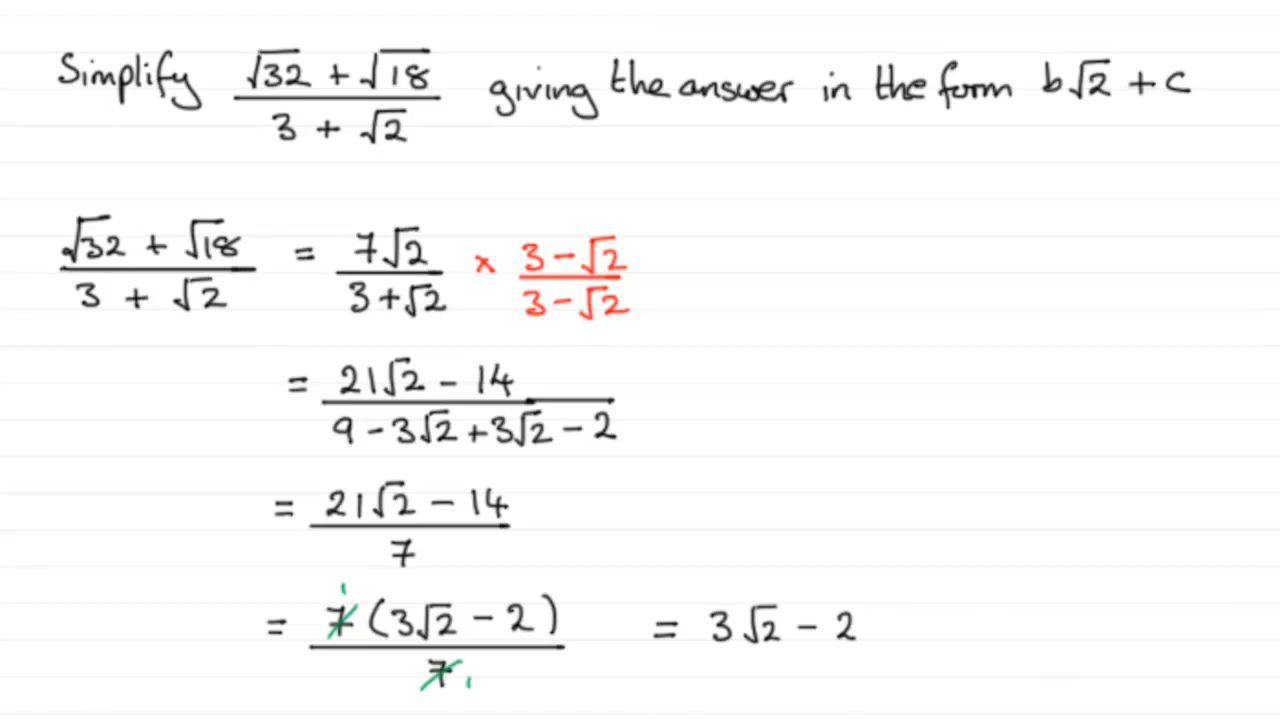 Simplify (√32 + √18)/(3 + √2) giving the answer in the form b√2 + c
(√32 + √18)/(3 + √2) = 7√2/(3+√2) × (3-√2)/(3-√2)
= (21√2 - 14)/(9 - 3√2 + 3√2 - 2)
= (21√2 - 14)/7
= 7 1 (3√2 - 2)/7 1 = 3√2 - 2